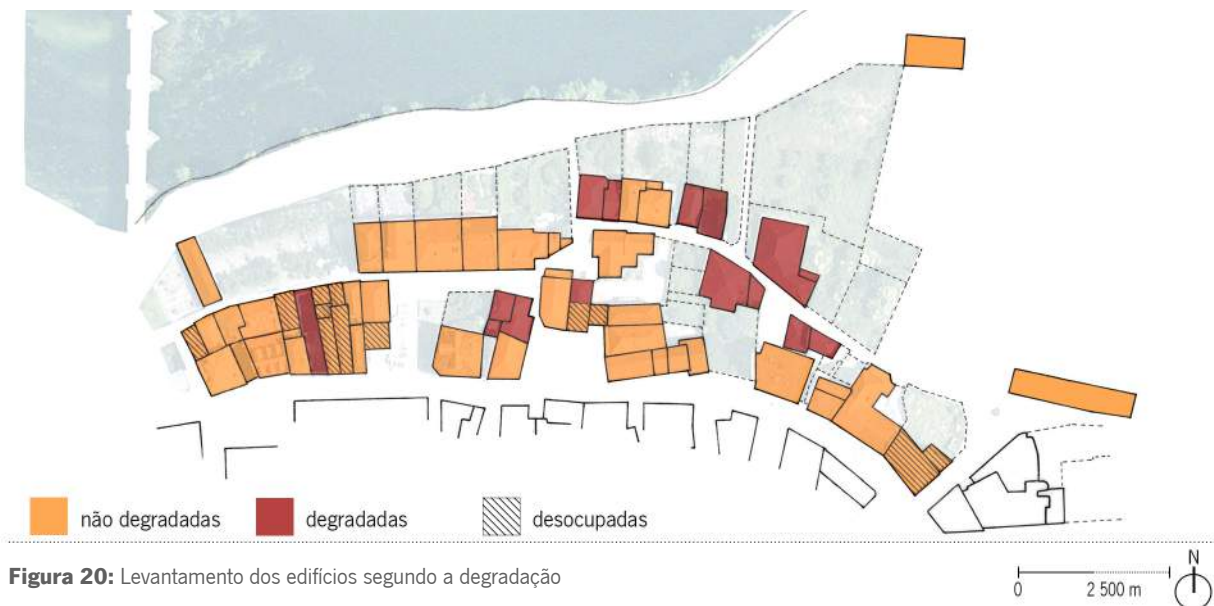 não degradadas
degradadas
desocupadas
Figura 20: Levantamento dos edifícios segundo a degradação
0 2 500 m
N